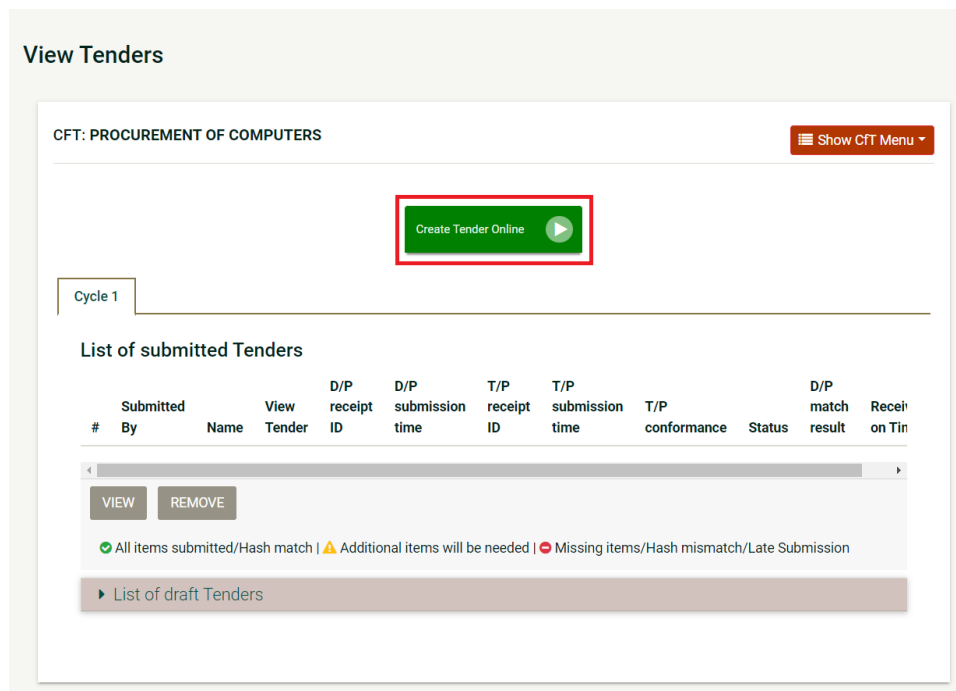 View Tenders
CFT: PROCUREMENT OF COMPUTERS
Show CfT Menu
Create Tender Online
Cycle 1
List of submitted Tenders
D/P D/P T/P T/P D/P
Submitted View receipt submission receipt submission T/P match
# By Name Tender ID time ID time conformance Status result on
VIEW REMOVE
All items submitted/Hash match | Additional items will be needed | Missing items/Hash mismatch/Late Submission
List of draft Tenders